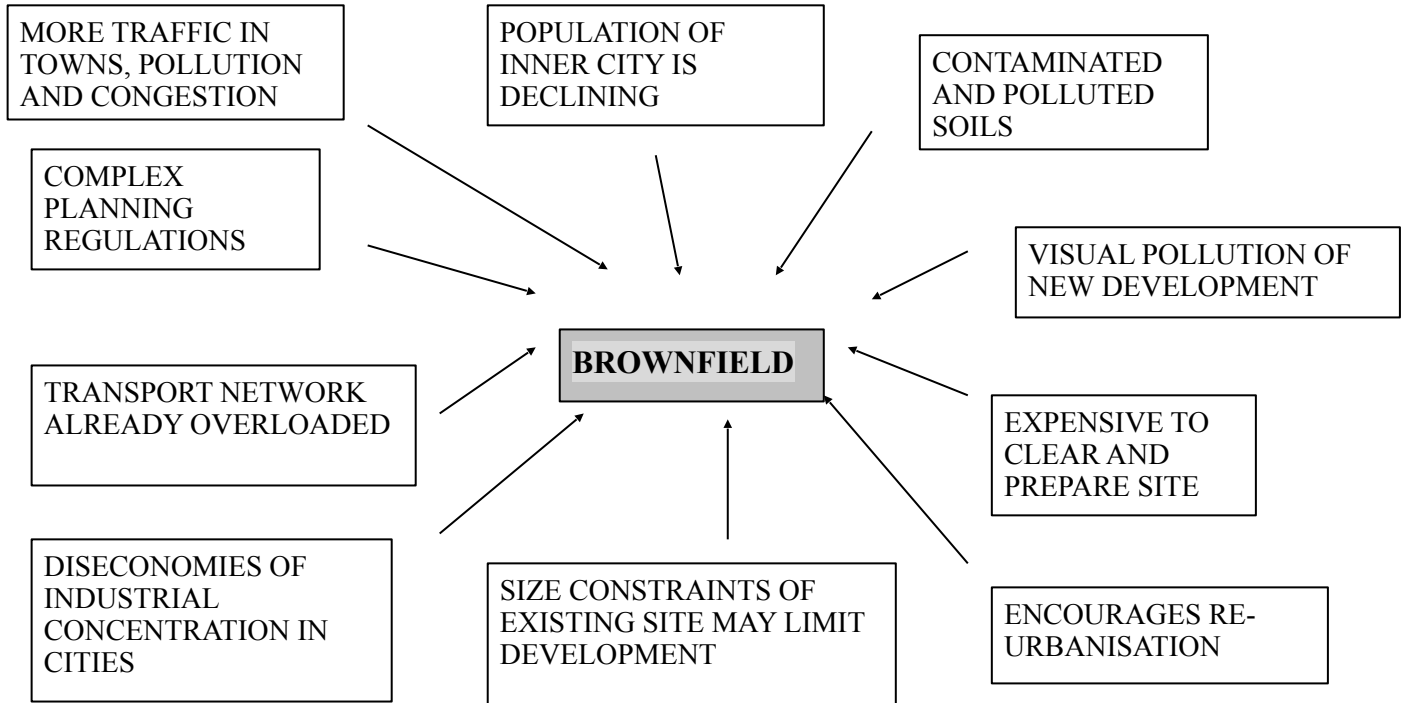 MORE TRAFFIC IN
TOWNS, POLLUTION
AND CONGESTION
POPULATION OF
INNER CITY IS
DECLINING
CONTAMINATED
AND POLLUTED
SOILS
COMPLEX
PLANNING
REGULATIONS
VISUAL POLLUTION OF
NEW DEVELOPMENT
BROWNFIELD
TRANSPORT NETWORK
ALREADY OVERLOADED
EXPENSIVE TO
CLEAR AND
PREPARE SITE
DISECONOMIES OF
INDUSTRIAL
CONCENTRATION IN
CITIES
SIZE CONSTRAINTS OF
EXISTING SITE MAY LIMIT
DEVELOPMENT
ENCOURAGES RE-
URBANISATION